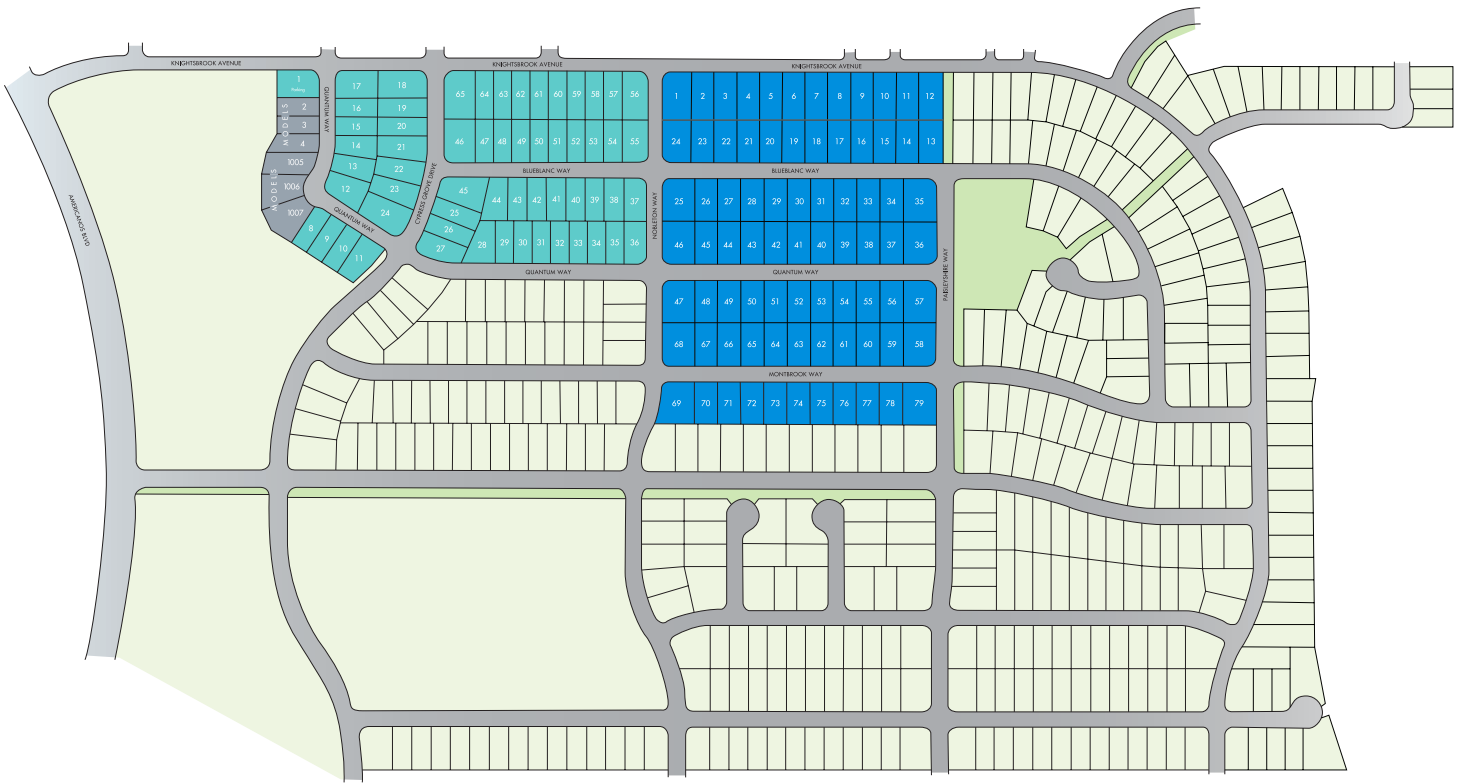 KNIGHTSBROOK AVENUE
KNIGHTSBROOK AVENUE
KNIGHTSBROOK AVENUE
1
Parking
2
3
4
MODELS
1005
1006
1007
MODELS
QUANTUM WAY
17 18
16 19
15 20
14 21
13 22
12 23
24
QUANTUM WAY
8 9 10 11
AMERICANOS BLVD
CYPRESS GROVE DRIVE
65 64 63 62 61 60 59 58 57 56
46 47 48 49 50 51 52 53 54 55
BLUEBLANC WAY
45 44 43 42 41 40 39 38 37
25
26
27 28 29 30 31 32 33 34 35 36
QUANTUM WAY
NOBLETON WAY
1 2 3 4 5 6 7 8 9 10 11 12
24 23 22 21 20 19 18 17 16 15 14 13
BLUEBLANC WAY
25 26 27 28 29 30 31 32 33 34 35
46 45 44 43 42 41 40 39 38 37 36
QUANTUM WAY
PAISLEYSHIRE WAY
47 48 49 50 51 52 53 54 55 56 57
68 67 66 65 64 63 62 61 60 59 58
MONTBROOK WAY
69 70 71 72 73 74 75 76 77 78 79